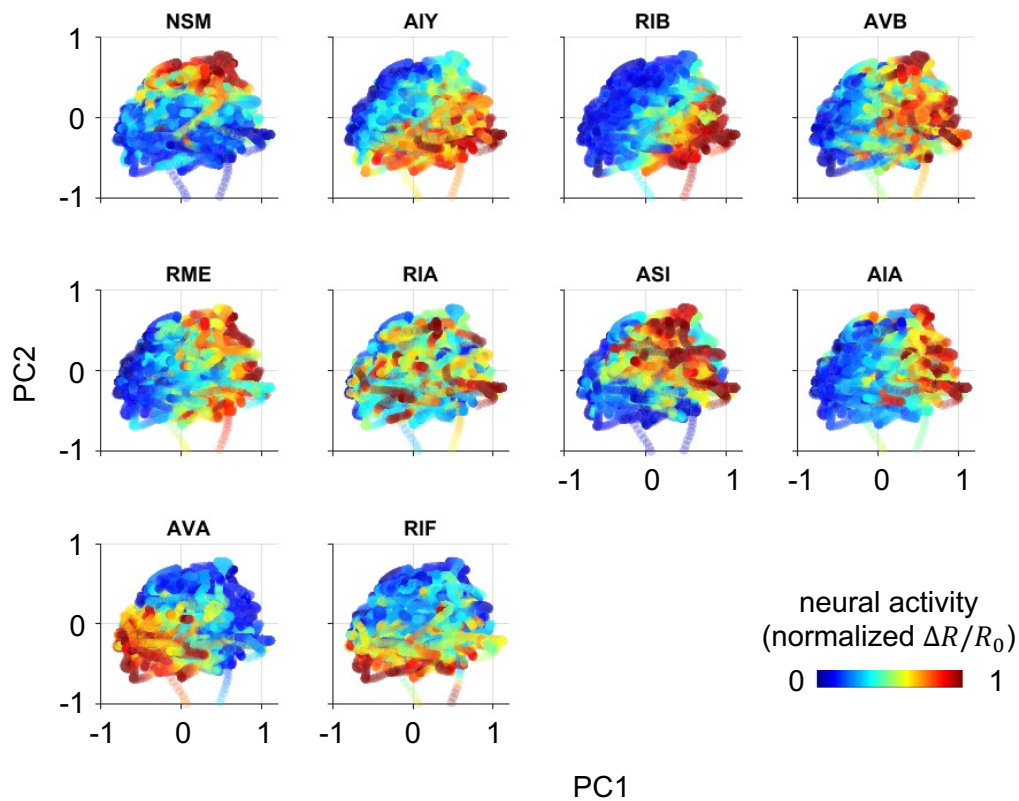 NSM AIY RIB AVB
1
0
-1
RME RIA ASI AIA
1
0
-1
-1 0 1 -1 0 1
AVA RIF
1
0
-1
-1 0 1 -1 0 1
PC2
PC1
neural activity
(normalized Δ𝑅/𝑅₀)
0 1